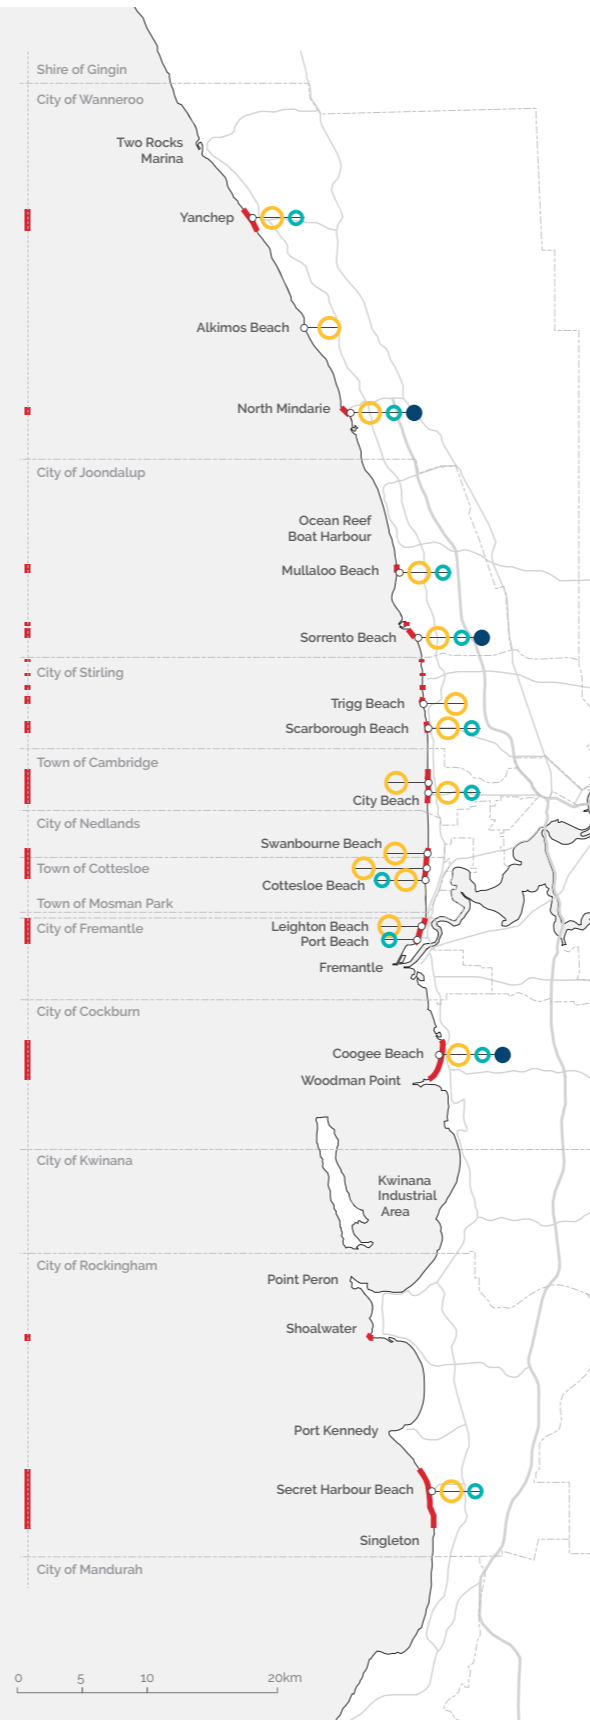 Shire of Gingin
City of Wanneroo
Two Rocks
Marina
Yanchep
Alkimos Beach
North Mindarie
City of Joondalup
Ocean Reef
Boat Harbour
Mullaloo Beach
Sorrento Beach
City of Stirling
Trigg Beach
Scarborough Beach
Town of Cambridge
City Beach
City of Nedlands
Swanbourne Beach
Town of Cottesloe
Cottesloe Beach
Town of Mosman Park
Leighton Beach
City of Fremantle
Port Beach
Fremantle
City of Cockburn
Coogee Beach
Woodman Point
City of Kwinana
Kwinana
Industrial
Area
City of Rockingham
Point Peron
Shoalwater
Port Kennedy
Secret Harbour Beach
Singleton
City of Mandurah
0 5 10 20km